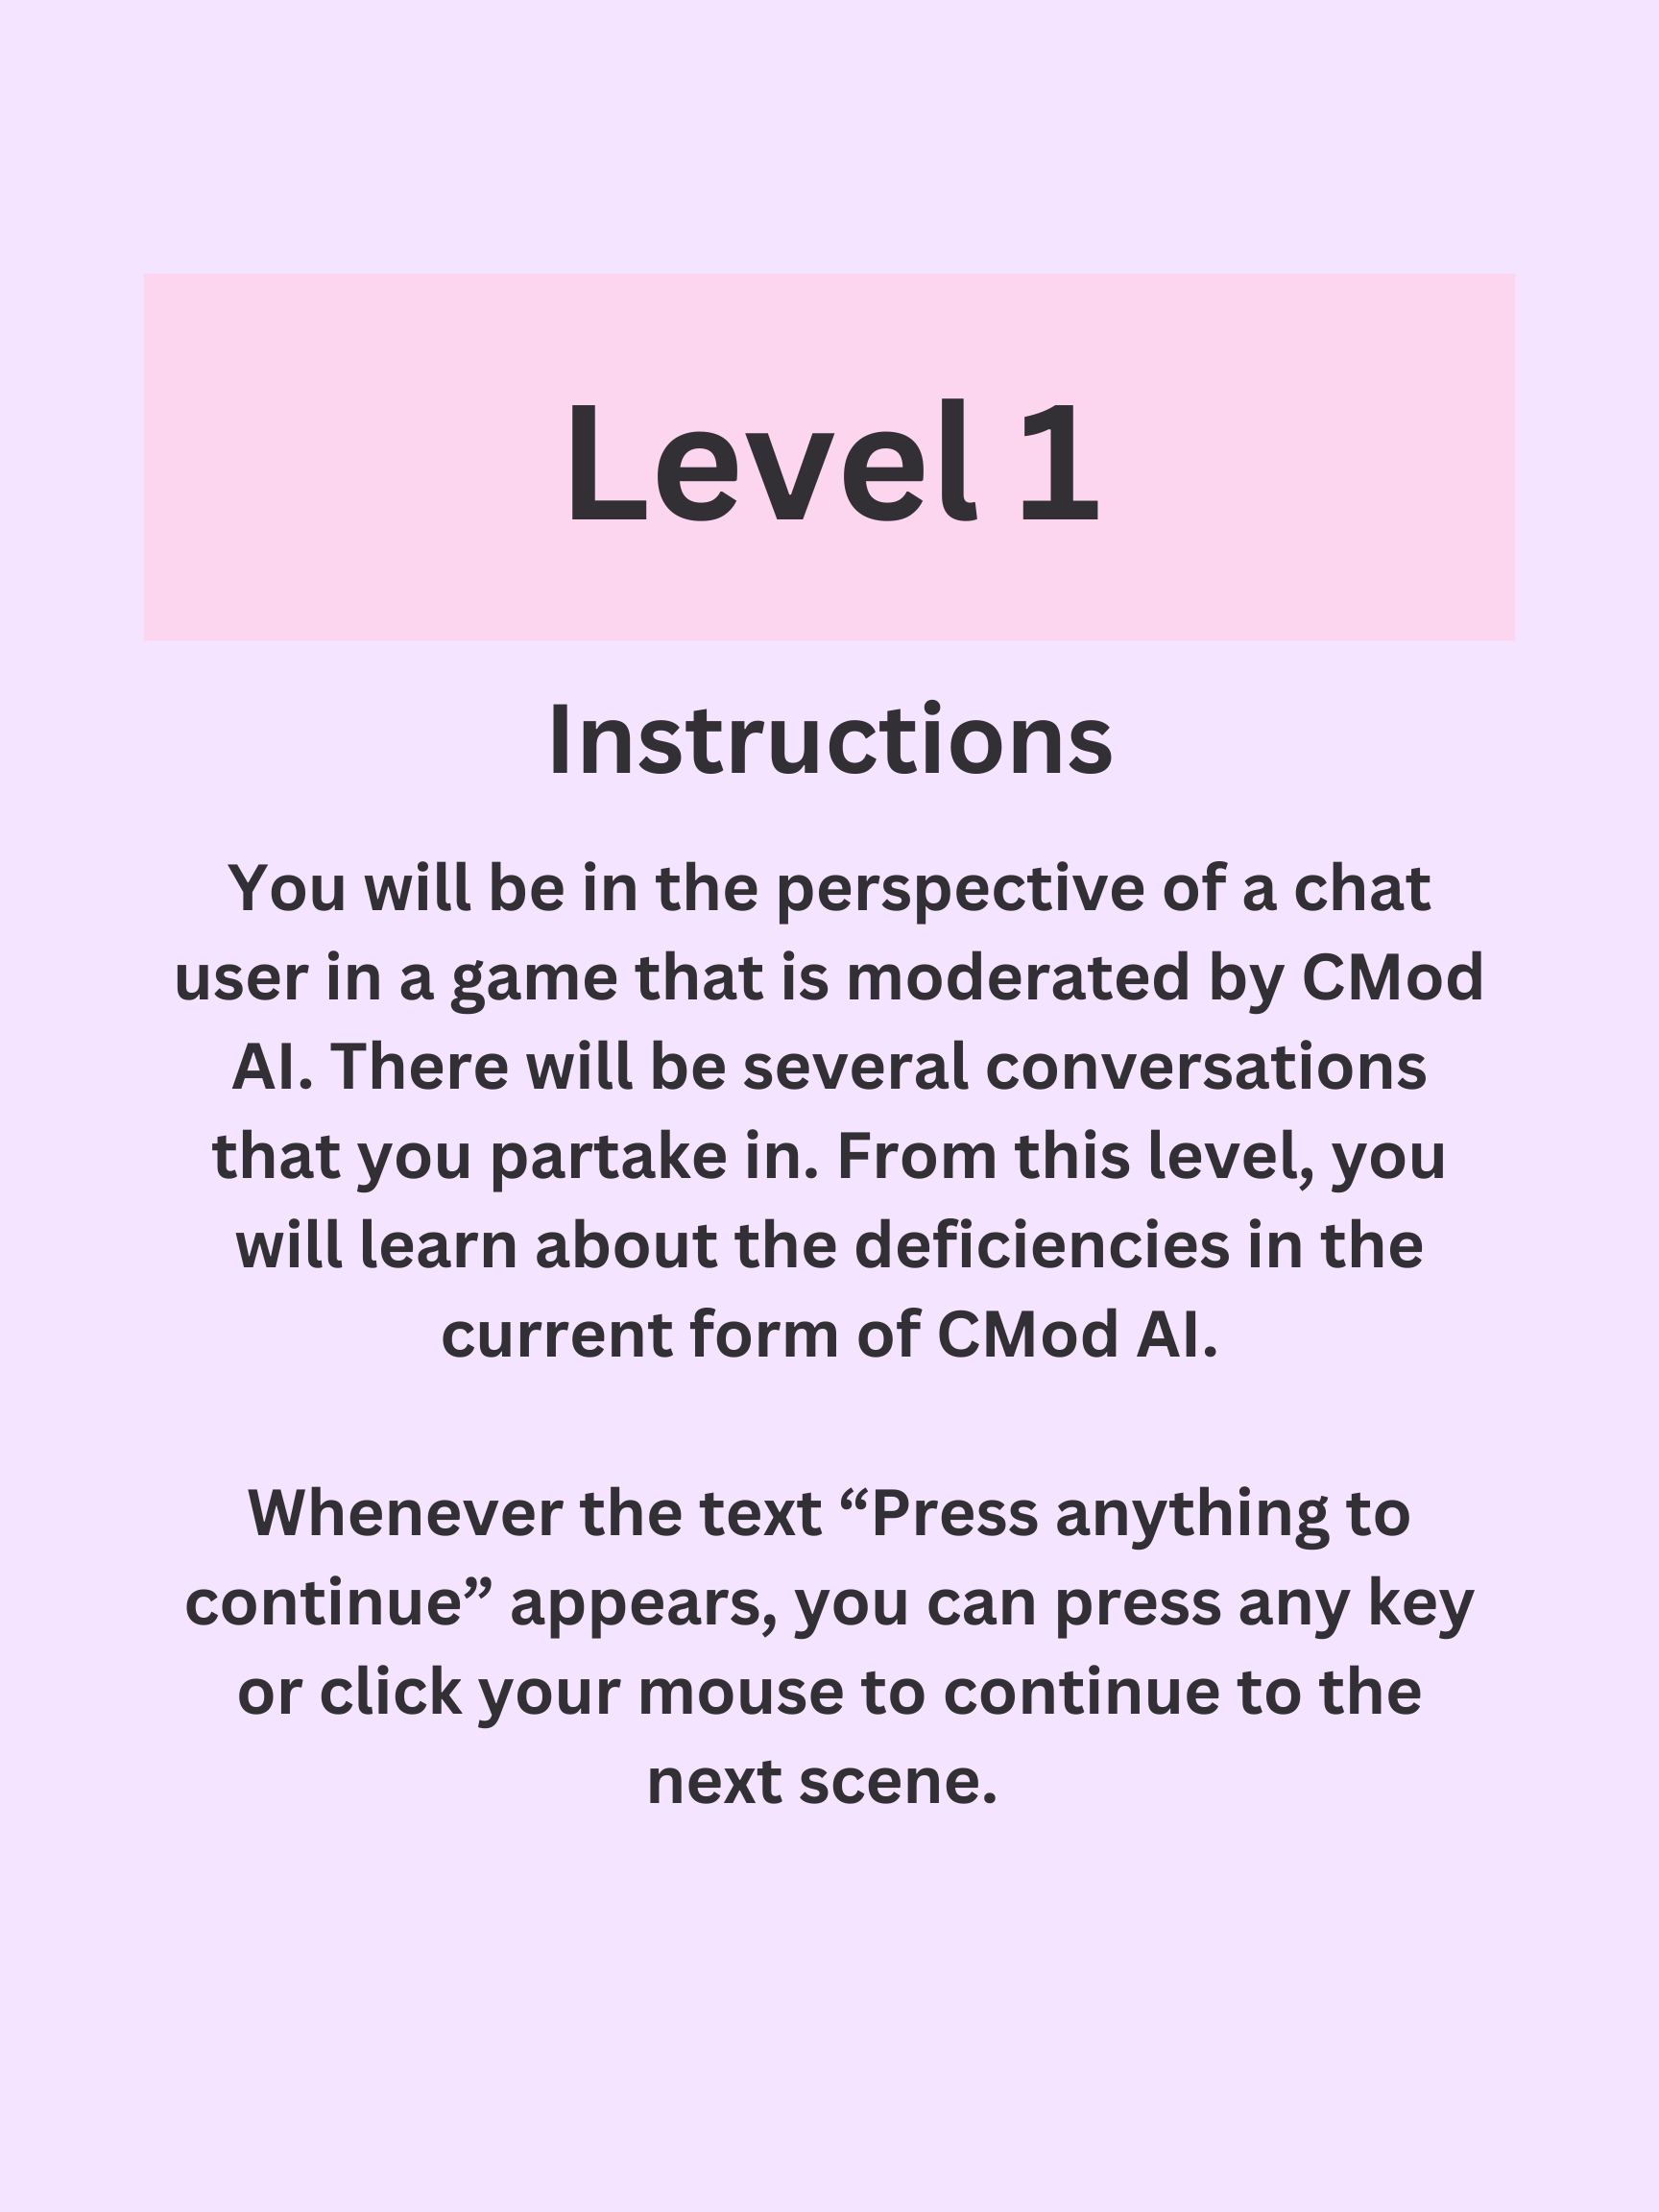 Level 1
Instructions
You will be in the perspective of a chat
user in a game that is moderated by CMod
AI. There will be several conversations
that you partake in. From this level, you
will learn about the deficiencies in the
current form of CMod AI.
Whenever the text “Press anything to
continue” appears, you can press any key
or click your mouse to continue to the
next scene.